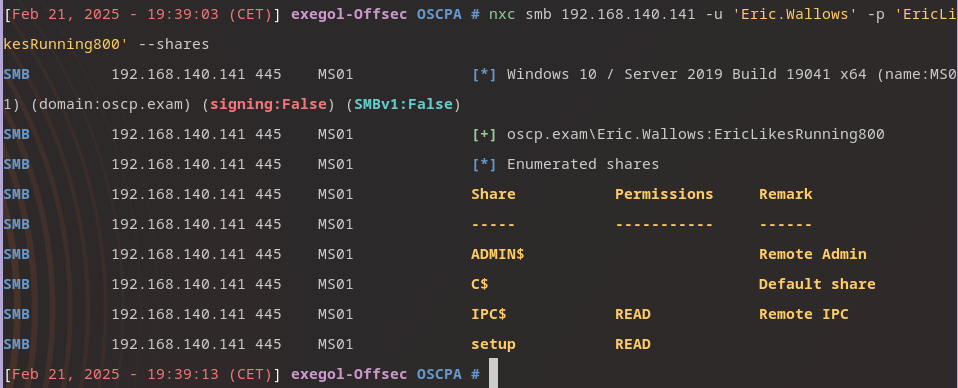 [Feb 21, 2025 - 19:39:03 (CET)] exegol-Offsec OSCPA # nxc smb 192.168.140.141 -u 'Eric.Wallows' -p 'EricLi
kesRunning800' --shares
SMB 192.168.140.141 445 MS01 [*] Windows 10 / Server 2019 Build 19041 x64 (name:MS0
1) (domain:oscp.exam) (signing:False) (SMBv1:False)
SMB 192.168.140.141 445 MS01 [+] oscp.exam\Eric.Wallows:EricLikesRunning800
SMB 192.168.140.141 445 MS01 [*] Enumerated shares
SMB 192.168.140.141 445 MS01 Share Permissions Remark
SMB 192.168.140.141 445 MS01 ----- ----------- ------
SMB 192.168.140.141 445 MS01 ADMIN$ Remote Admin
SMB 192.168.140.141 445 MS01 C$ Default share
SMB 192.168.140.141 445 MS01 IPC$ READ Remote IPC
SMB 192.168.140.141 445 MS01 setup READ
[Feb 21, 2025 - 19:39:13 (CET)] exegol-Offsec OSCPA #